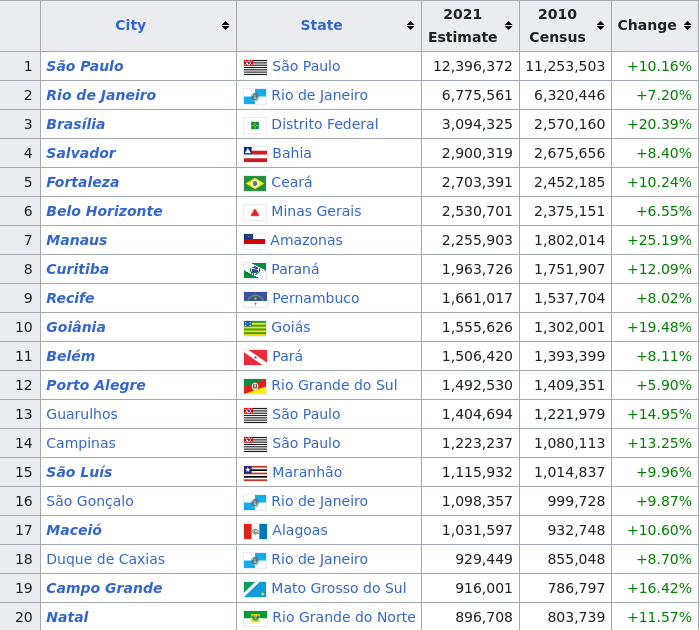 City State 2021 Estimate 2010 Census Change
1 São Paulo São Paulo 12,396,372 11,253,503 +10.16%
2 Rio de Janeiro Rio de Janeiro 6,775,561 6,320,446 +7.20%
3 Brasília Distrito Federal 3,094,325 2,570,160 +20.39%
4 Salvador Bahia 2,900,319 2,675,656 +8.40%
5 Fortaleza Ceará 2,703,391 2,452,185 +10.24%
6 Belo Horizonte Minas Gerais 2,530,701 2,375,151 +6.55%
7 Manaus Amazonas 2,255,903 1,802,014 +25.19%
8 Curitiba Paraná 1,963,726 1,751,907 +12.09%
9 Recife Pernambuco 1,661,017 1,537,704 +8.02%
10 Goiânia Goiás 1,555,626 1,302,001 +19.48%
11 Belém Pará 1,506,420 1,393,399 +8.11%
12 Porto Alegre Rio Grande do Sul 1,492,530 1,409,351 +5.90%
13 Guarulhos São Paulo 1,404,694 1,221,979 +14.95%
14 Campinas São Paulo 1,223,237 1,080,113 +13.25%
15 São Luís Maranhão 1,115,932 1,014,837 +9.96%
16 São Gonçalo Rio de Janeiro 1,098,357 999,728 +9.87%
17 Maceió Alagoas 1,031,597 932,748 +10.60%
18 Duque de Caxias Rio de Janeiro 929,449 855,048 +8.70%
19 Campo Grande Mato Grosso do Sul 916,001 786,797 +16.42%
20 Natal Rio Grande do Norte 896,708 803,739 +11.57%